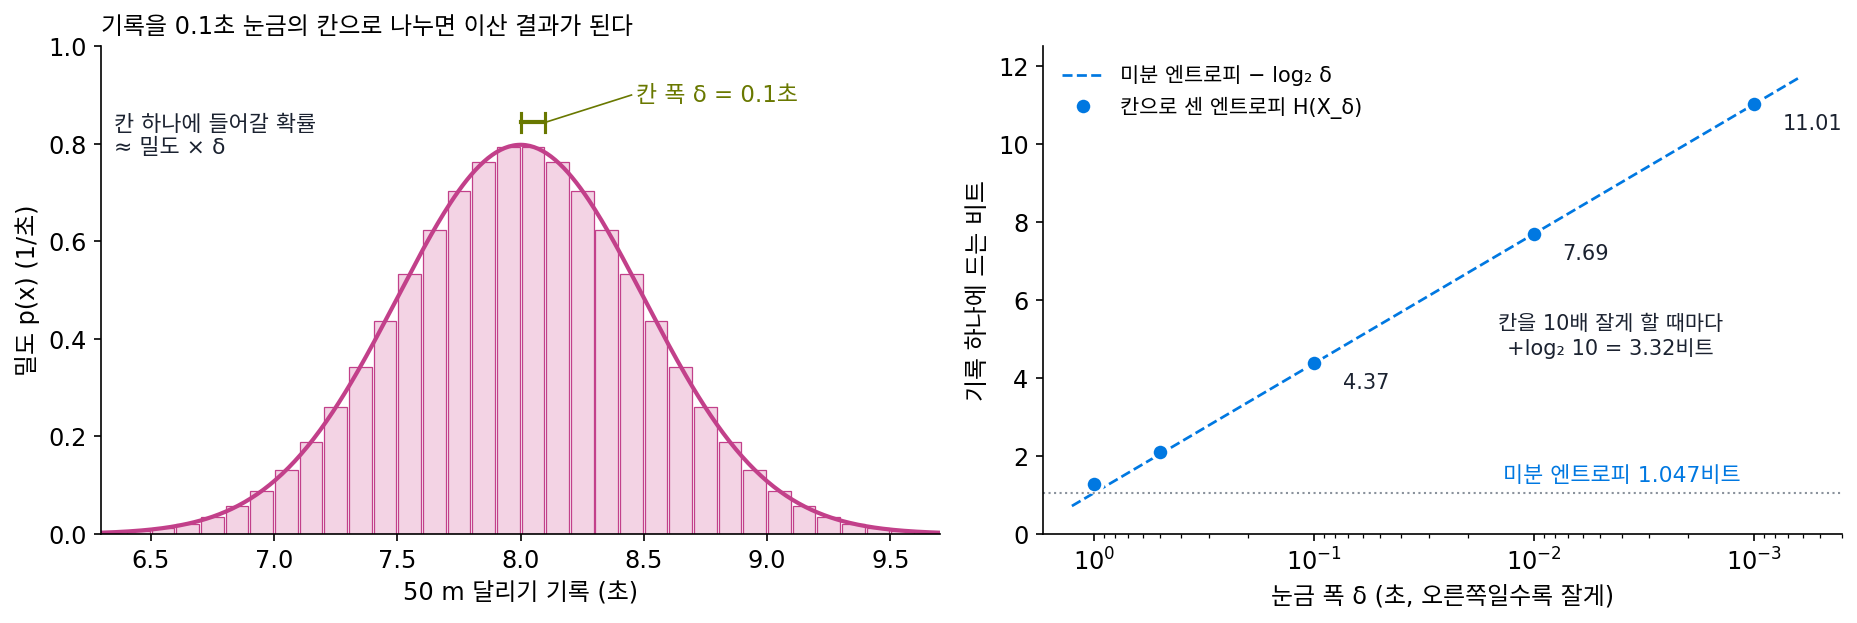 기록을 0.1초 눈금의 칸으로 나누면 이산 결과가 된다
칸 폭 δ = 0.1초
칸 하나에 들어갈 확률
≈ 밀도 × δ
밀도 p(x) (1/초)
1.0
0.8
0.6
0.4
0.2
0.0
6.5
7.0
7.5
8.0
8.5
9.0
9.5
50 m 달리기 기록 (초)
미분 엔트로피 − log₂ δ
칸으로 센 엔트로피 H(X_δ)
기록 하나에 드는 비트
12
10
8
6
4
2
0
11.01
7.69
4.37
칸을 10배 잘게 할 때마다
+log₂ 10 = 3.32비트
미분 엔트로피 1.047비트
10⁰
10⁻¹
10⁻²
10⁻³
눈금 폭 δ (초, 오른쪽일수록 잘게)